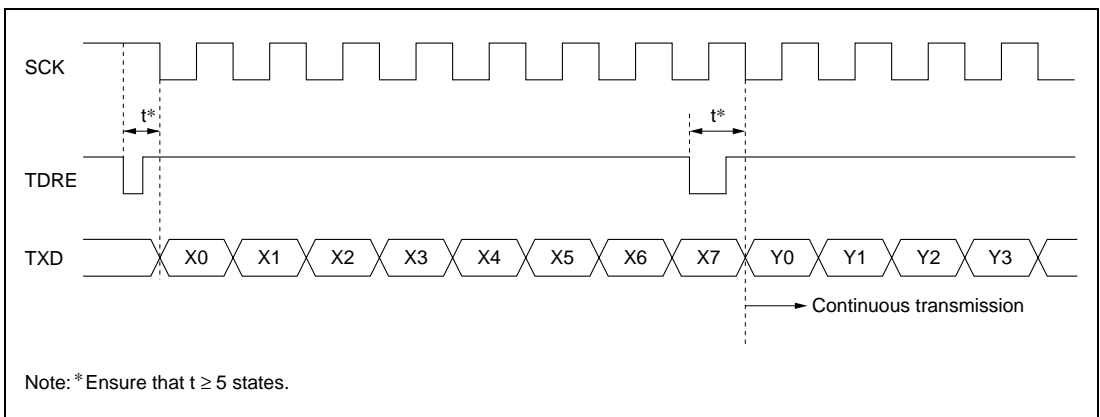 SCK
t*
t*
TDRE
TXD
X0 X1 X2 X3 X4 X5 X6 X7 Y0 Y1 Y2 Y3
Continuous transmission
Note: * Ensure that t ≥ 5 states.